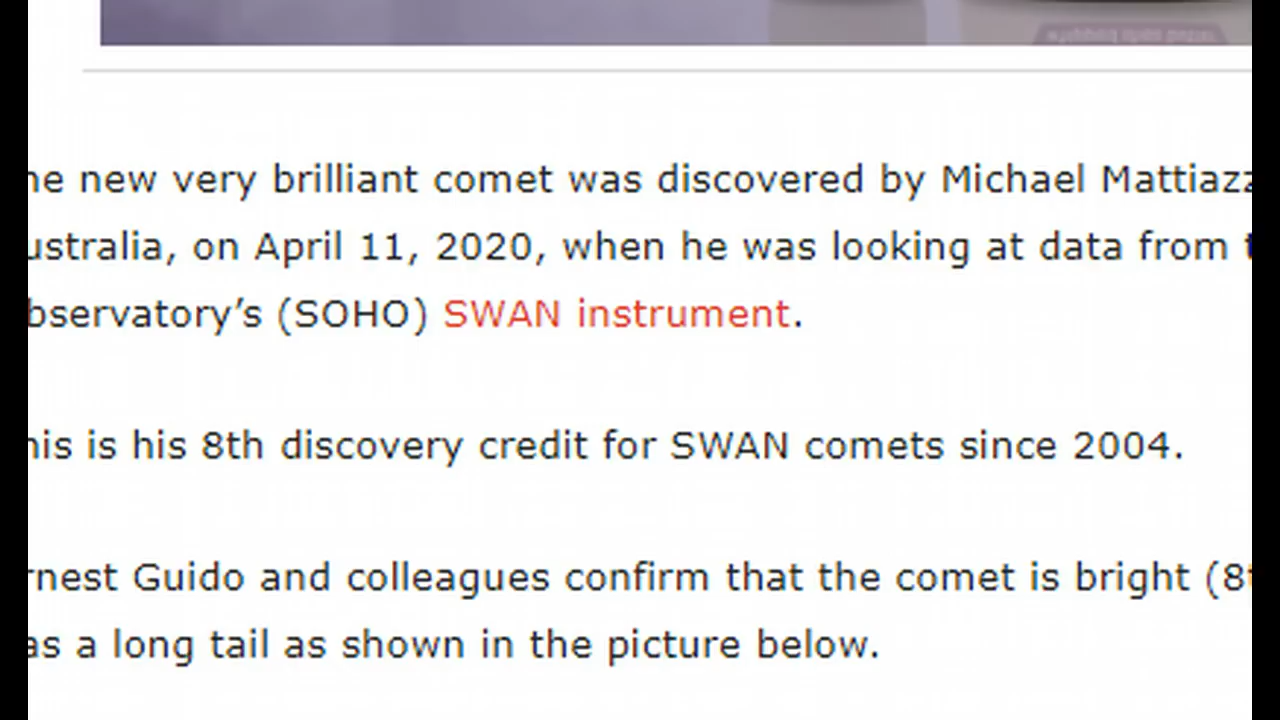 he new very brilliant comet was discovered by Michael Mattiazz
ustralia, on April 11, 2020, when he was looking at data from t
bservatory’s (SOHO) SWAN instrument.
his is his 8th discovery credit for SWAN comets since 2004.
rnest Guido and colleagues confirm that the comet is bright (8t
as a long tail as shown in the picture below.